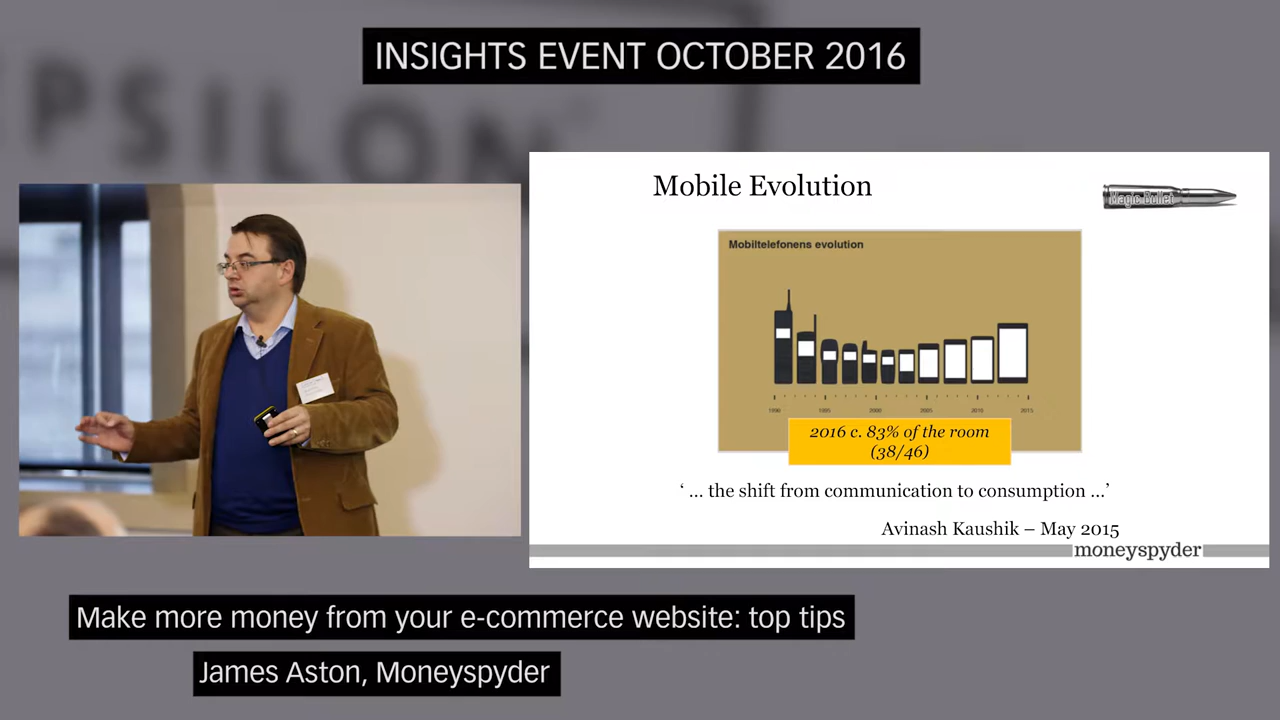 INSIGHTS EVENT OCTOBER 2016
PSILON
Mobile Evolution
Magic Bullet
Mobiltelefonens evolution
1990 1995 2000 2005 2010 2015
2016 c. 83% of the room
(38/46)
‘ ... the shift from communication to consumption ...’
Avinash Kaushik – May 2015
moneyspyder
Make more money from your e-commerce website: top tips
James Aston, Moneyspyder